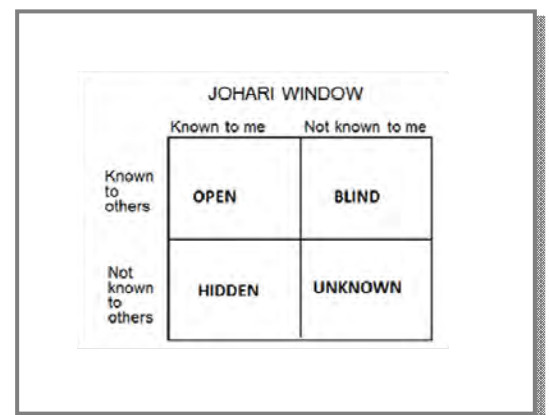 JOHARI WINDOW
Known to me Not known to me
Known
to
others
OPEN BLIND
Not
known
to
others
HIDDEN UNKNOWN